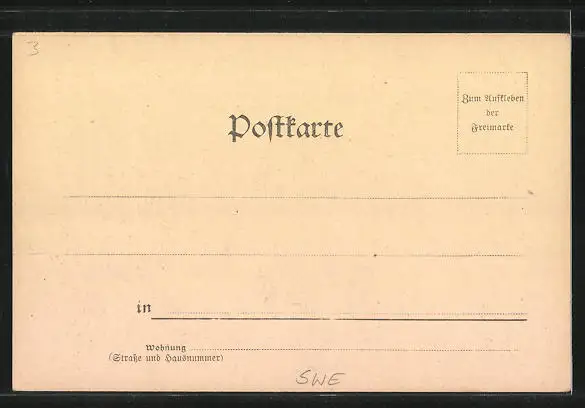 3
Postkarte
Zum Aufkleben
der
Freimarke
in
Wohnung
(Straße und Hausnummer)
SWE